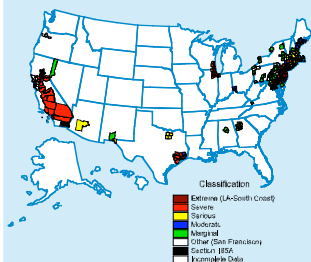 Classification
Extreme (LA-South Coast)
Severe
Serious
Moderate
Marginal
Other (San Francisco)
Section 185A
Incomplete Data